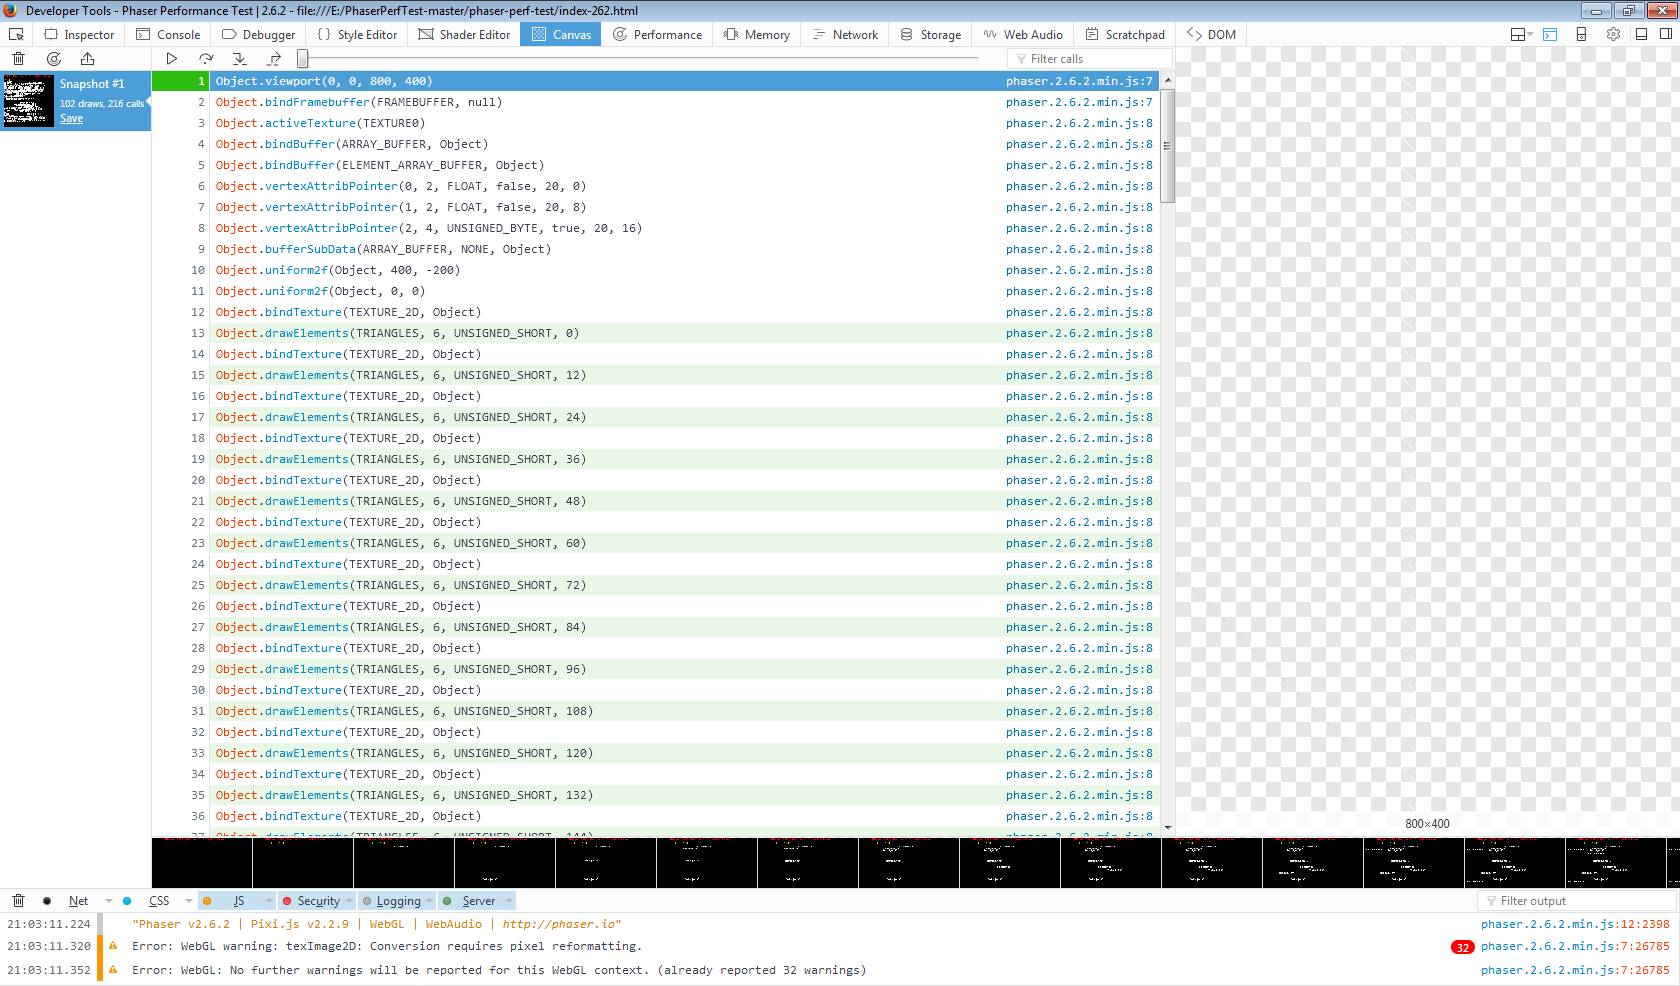 Developer Tools - Phaser Performance Test | 2.6.2 - file:///E:/PhaserPerfTest-master/phaser-perf-test/index-262.html
Inspector Console Debugger Style Editor Shader Editor Canvas Performance Memory Network Storage Web Audio Scratchpad DOM
Filter calls
Snapshot #1
102 draws, 216 calls
Save
1 Object.viewport(0, 0, 800, 400) phaser.2.6.2.min.js:7
2 Object.bindFramebuffer(FRAMEBUFFER, null) phaser.2.6.2.min.js:7
3 Object.activeTexture(TEXTURE0) phaser.2.6.2.min.js:8
4 Object.bindBuffer(ARRAY_BUFFER, Object) phaser.2.6.2.min.js:8
5 Object.bindBuffer(ELEMENT_ARRAY_BUFFER, Object) phaser.2.6.2.min.js:8
6 Object.vertexAttribPointer(0, 2, FLOAT, false, 20, 0) phaser.2.6.2.min.js:8
7 Object.vertexAttribPointer(1, 2, FLOAT, false, 20, 8) phaser.2.6.2.min.js:8
8 Object.vertexAttribPointer(2, 4, UNSIGNED_BYTE, true, 20, 16) phaser.2.6.2.min.js:8
9 Object.bufferSubData(ARRAY_BUFFER, NONE, Object) phaser.2.6.2.min.js:8
10 Object.uniform2f(Object, 400, -200) phaser.2.6.2.min.js:8
11 Object.uniform2f(Object, 0, 0) phaser.2.6.2.min.js:8
12 Object.bindTexture(TEXTURE_2D, Object) phaser.2.6.2.min.js:8
13 Object.drawElements(TRIANGLES, 6, UNSIGNED_SHORT, 0) phaser.2.6.2.min.js:8
14 Object.bindTexture(TEXTURE_2D, Object) phaser.2.6.2.min.js:8
15 Object.drawElements(TRIANGLES, 6, UNSIGNED_SHORT, 12) phaser.2.6.2.min.js:8
16 Object.bindTexture(TEXTURE_2D, Object) phaser.2.6.2.min.js:8
17 Object.drawElements(TRIANGLES, 6, UNSIGNED_SHORT, 24) phaser.2.6.2.min.js:8
18 Object.bindTexture(TEXTURE_2D, Object) phaser.2.6.2.min.js:8
19 Object.drawElements(TRIANGLES, 6, UNSIGNED_SHORT, 36) phaser.2.6.2.min.js:8
20 Object.bindTexture(TEXTURE_2D, Object) phaser.2.6.2.min.js:8
21 Object.drawElements(TRIANGLES, 6, UNSIGNED_SHORT, 48) phaser.2.6.2.min.js:8
22 Object.bindTexture(TEXTURE_2D, Object) phaser.2.6.2.min.js:8
23 Object.drawElements(TRIANGLES, 6, UNSIGNED_SHORT, 60) phaser.2.6.2.min.js:8
24 Object.bindTexture(TEXTURE_2D, Object) phaser.2.6.2.min.js:8
25 Object.drawElements(TRIANGLES, 6, UNSIGNED_SHORT, 72) phaser.2.6.2.min.js:8
26 Object.bindTexture(TEXTURE_2D, Object) phaser.2.6.2.min.js:8
27 Object.drawElements(TRIANGLES, 6, UNSIGNED_SHORT, 84) phaser.2.6.2.min.js:8
28 Object.bindTexture(TEXTURE_2D, Object) phaser.2.6.2.min.js:8
29 Object.drawElements(TRIANGLES, 6, UNSIGNED_SHORT, 96) phaser.2.6.2.min.js:8
30 Object.bindTexture(TEXTURE_2D, Object) phaser.2.6.2.min.js:8
31 Object.drawElements(TRIANGLES, 6, UNSIGNED_SHORT, 108) phaser.2.6.2.min.js:8
32 Object.bindTexture(TEXTURE_2D, Object) phaser.2.6.2.min.js:8
33 Object.drawElements(TRIANGLES, 6, UNSIGNED_SHORT, 120) phaser.2.6.2.min.js:8
34 Object.bindTexture(TEXTURE_2D, Object) phaser.2.6.2.min.js:8
35 Object.drawElements(TRIANGLES, 6, UNSIGNED_SHORT, 132) phaser.2.6.2.min.js:8
36 Object.bindTexture(TEXTURE_2D, Object) phaser.2.6.2.min.js:8
37 Object.drawElements(TRIANGLES, 6, UNSIGNED_SHORT, 144) phaser.2.6.2.min.js:8
800×400
Net CSS JS Security Logging Server Filter output
21:03:11.224 "Phaser v2.6.2 | Pixi.js v2.2.9 | WebGL | WebAudio | http://phaser.io" phaser.2.6.2.min.js:12:2398
21:03:11.320 Error: WebGL warning: texImage2D: Conversion requires pixel reformatting. 32 phaser.2.6.2.min.js:7:26785
21:03:11.352 Error: WebGL: No further warnings will be reported for this WebGL context. (already reported 32 warnings) phaser.2.6.2.min.js:7:26785